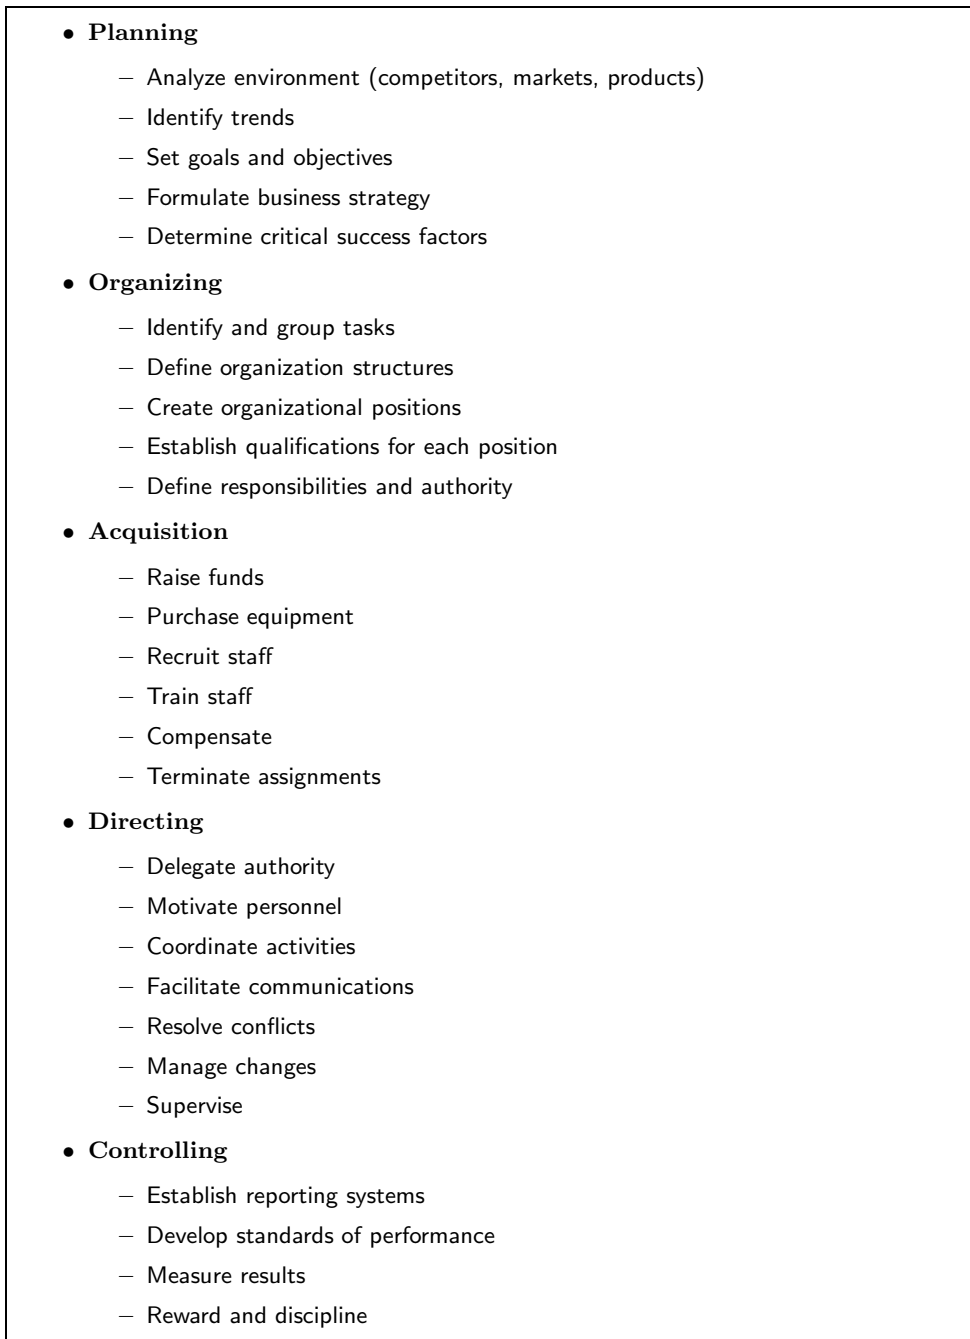 • Planning
– Analyze environment (competitors, markets, products)
– Identify trends
– Set goals and objectives
– Formulate business strategy
– Determine critical success factors
• Organizing
– Identify and group tasks
– Define organization structures
– Create organizational positions
– Establish qualifications for each position
– Define responsibilities and authority
• Acquisition
– Raise funds
– Purchase equipment
– Recruit staff
– Train staff
– Compensate
– Terminate assignments
• Directing
– Delegate authority
– Motivate personnel
– Coordinate activities
– Facilitate communications
– Resolve conflicts
– Manage changes
– Supervise
• Controlling
– Establish reporting systems
– Develop standards of performance
– Measure results
– Reward and discipline